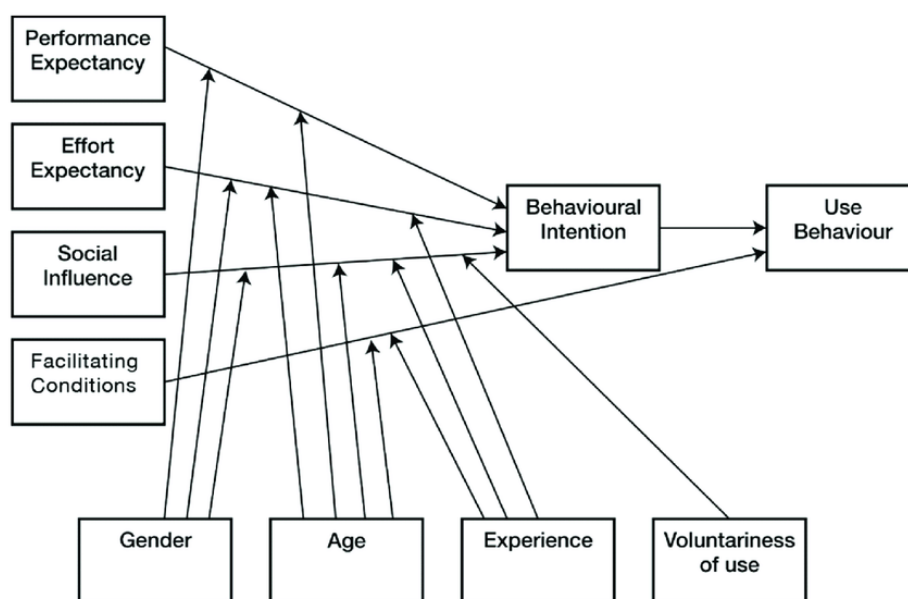 Performance
Expectancy
Effort
Expectancy
Social
Influence
Facilitating
Conditions
Behavioural
Intention
Use
Behaviour
Gender
Age
Experience
Voluntariness
of use